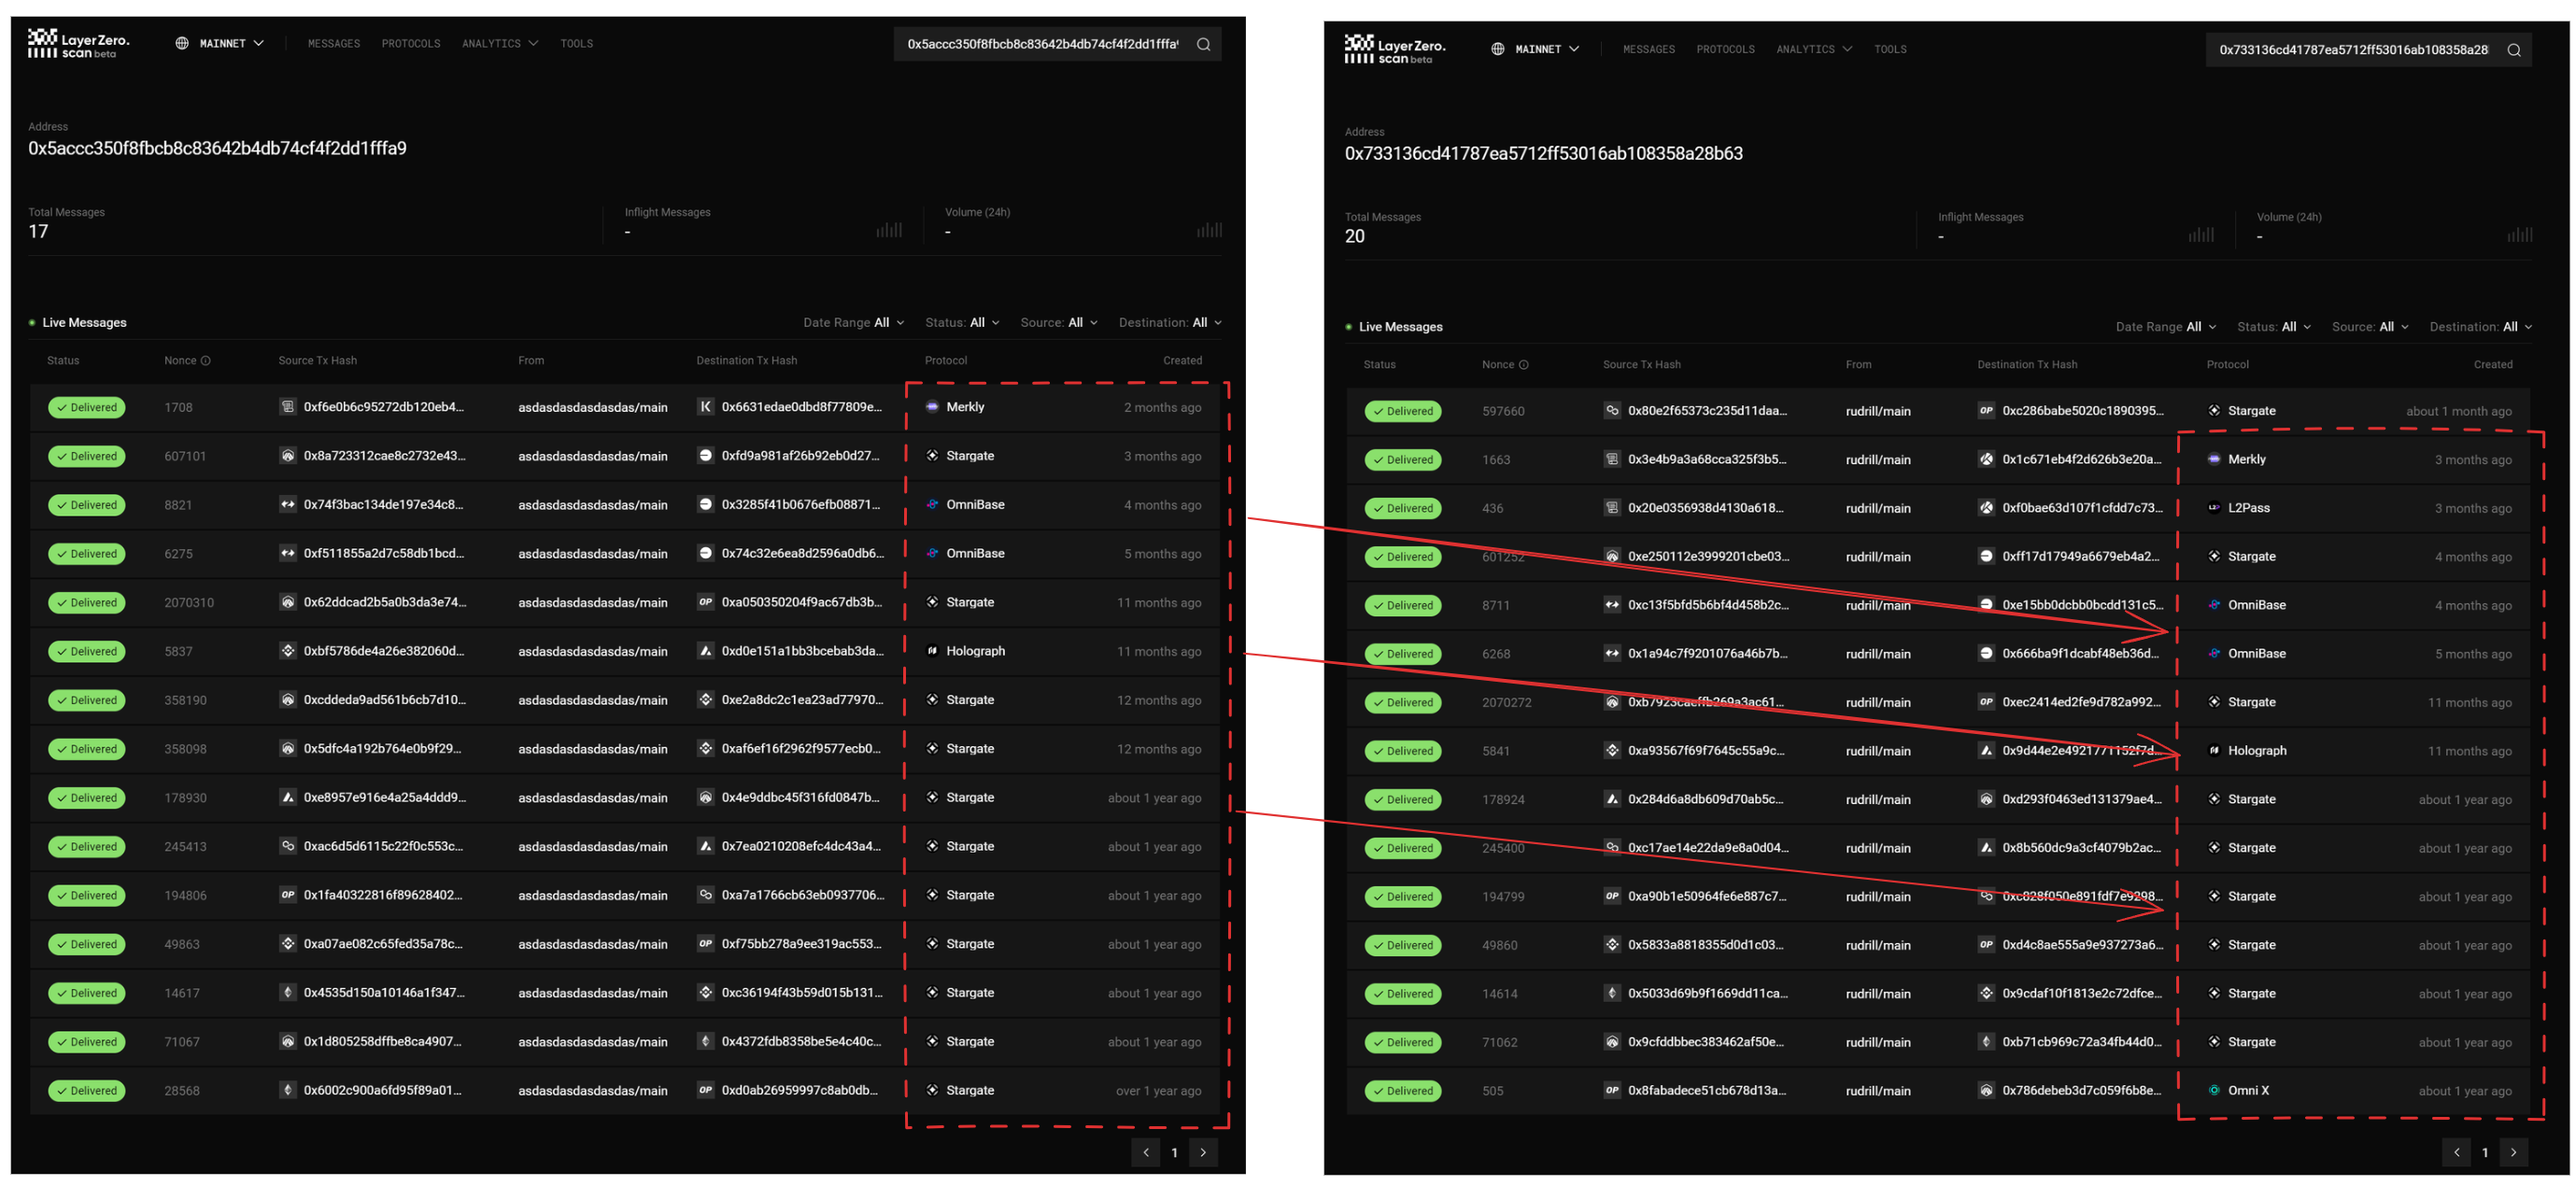 LayerZero.
scan beta
MAINNET
MESSAGES PROTOCOLS ANALYTICS TOOLS
0x5accc350f8fbcb8c83642b4db74cf4f2dd1fffa
Address
0x5accc350f8fbcb8c83642b4db74cf4f2dd1fffa9
Total Messages Inflight Messages Volume (24h)
17 - -
Live Messages Date Range All Status: All Source: All Destination: All
Status Nonce Source Tx Hash From Destination Tx Hash Protocol Created
Delivered 1708 0xf6e0b6c95272db120eb4... asdasdasdasdasdas/main 0x6631edae0dbd8f77809e... Merkly 2 months ago
Delivered 607101 0x8a723312cae8c2732e43... asdasdasdasdasdas/main 0xfd9a981af26b92eb0d27... Stargate 3 months ago
Delivered 8821 0x74f3bac134de197e34c8... asdasdasdasdasdas/main 0x3285f41b0676efb08871... OmniBase 4 months ago
Delivered 6275 0xf511855a2d7c58db1bcd... asdasdasdasdasdas/main 0x74c32e6ea8d2596a0db6... OmniBase 5 months ago
Delivered 2070310 0x62ddcad2b5a0b3da3e74... asdasdasdasdasdas/main 0xa050350204f9ac67db3b... Stargate 11 months ago
Delivered 5837 0xbf5786de4a26e382060d... asdasdasdasdasdas/main 0xd0e151a1bb3bcebab3da... Holograph 11 months ago
Delivered 358190 0xcddeda9ad561b6cb7d10... asdasdasdasdasdas/main 0xe2a8dc2c1ea23ad77970... Stargate 12 months ago
Delivered 358098 0x5dfc4a192b764e0b9f29... asdasdasdasdasdas/main 0xaf6ef16f2962f9577ecb0... Stargate 12 months ago
Delivered 178930 0xe8957e916e4a25a4ddd9... asdasdasdasdasdas/main 0x4e9ddbc45f316fd0847b... Stargate about 1 year ago
Delivered 245413 0xac6d5d6115c22f0c553c... asdasdasdasdasdas/main 0x7ea0210208efc4dc43a4... Stargate about 1 year ago
Delivered 194806 OP 0x1fa40322816f89628402... asdasdasdasdasdas/main 0xa7a1766cb63eb0937706... Stargate about 1 year ago
Delivered 49863 0xa07ae082c65fed35a78c... asdasdasdasdasdas/main OP 0xf75bb278a9ee319ac553... Stargate about 1 year ago
Delivered 14617 0x4535d150a10146a1f347... asdasdasdasdasdas/main 0xc36194f43b59d015b131... Stargate about 1 year ago
Delivered 71067 0x1d805258dffbe8ca4907... asdasdasdasdasdas/main 0x4372fdb8358be5e4c40c... Stargate about 1 year ago
Delivered 28568 0x6002c900a6fd95f89a01... asdasdasdasdasdas/main OP 0xd0ab26959997c8ab0db... Stargate over 1 year ago
1
LayerZero.
scan beta
MAINNET
MESSAGES PROTOCOLS ANALYTICS TOOLS
0x733136cd41787ea5712ff53016ab108358a28
Address
0x733136cd41787ea5712ff53016ab108358a28b63
Total Messages Inflight Messages Volume (24h)
20 - -
Live Messages Date Range All Status: All Source: All Destination: All
Status Nonce Source Tx Hash From Destination Tx Hash Protocol Created
Delivered 597660 0x80e2f65373c235d11daa... rudrill/main OP 0xc286babe5020c1890395... Stargate about 1 month ago
Delivered 1663 0x3e4b9a3a68cca325f3b5... rudrill/main 0x1c671eb4f2d626b3e20a... Merkly 3 months ago
Delivered 436 0x20e0356938d4130a618... rudrill/main 0xf0bae63d107f1cfdd7c73... L2Pass 3 months ago
Delivered 601252 0xe250112e3999201cbe03... rudrill/main 0xff17d17949a6679eb4a2... Stargate 4 months ago
Delivered 8711 0xc13f5bfd5b6bf4d458b2c... rudrill/main 0xe15bb0dcbb0bcdd131c5... OmniBase 4 months ago
Delivered 6268 0x1a94c7f9201076a46b7b... rudrill/main 0x666ba9f1dcabf48eb36d... OmniBase 5 months ago
Delivered 2070272 rudrill/main OP 0xec2414ed2fe9d782a992... Stargate 11 months ago
Delivered 5841 0xa93567f69f7645c55a9c... rudrill/main Holograph 11 months ago
Delivered 178924 0x284d6a8db609d70ab5c... rudrill/main 0xd293f0463ed131379ae4... Stargate about 1 year ago
Delivered 245400 0xc17ae14e22da9e8a0d04... rudrill/main 0x8b560dc9a3cf4079b2ac... Stargate about 1 year ago
Delivered 194799 OP 0xa90b1e50964fe6e887c7... rudrill/main Stargate about 1 year ago
Delivered 49860 0x5833a8818355d0d1c03... rudrill/main OP 0xd4c8ae555a9e937273a6... Stargate about 1 year ago
Delivered 14614 0x5033d69b9f1669dd11ca... rudrill/main 0x9cdaf10f1813e2c72dfce... Stargate about 1 year ago
Delivered 71062 0x9cfddbbec383462af50e... rudrill/main 0xb71cb969c72a34fb44d0... Stargate about 1 year ago
Delivered 505 OP 0x8fabadece51cb678d13a... rudrill/main 0x786debeb3d7c059f6b8e... Omni X about 1 year ago
1